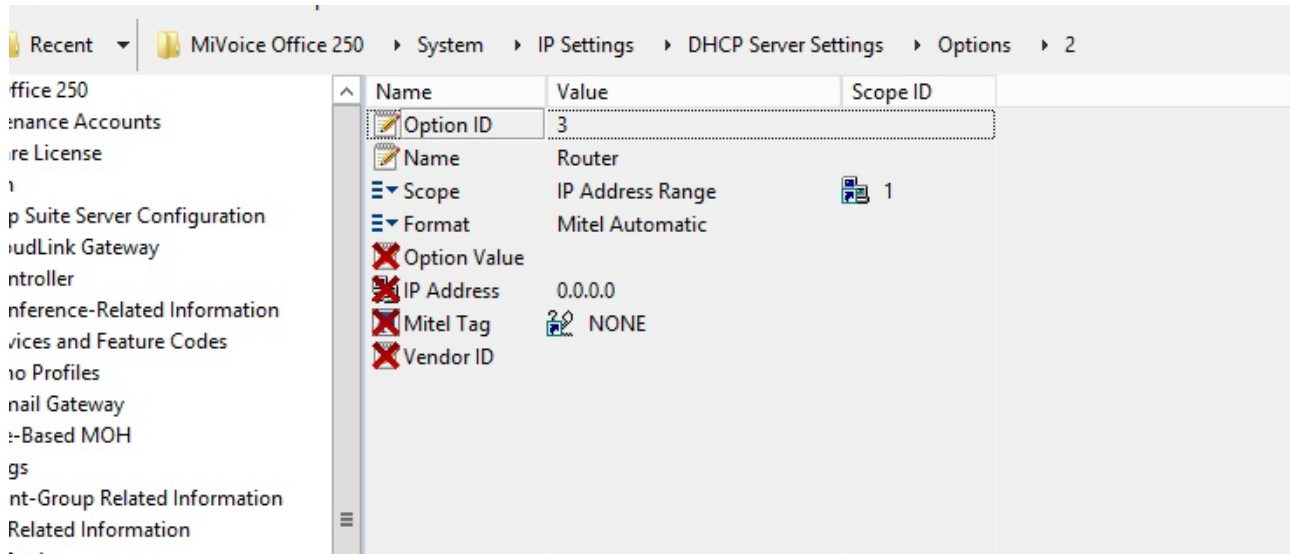 Recent MiVoice Office 250 System IP Settings DHCP Server Settings Options 2
ffice 250
enance Accounts
re License
n
p Suite Server Configuration
oudLink Gateway
ntroller
nference-Related Information
vices and Feature Codes
no Profiles
mail Gateway
e-Based MOH
gs
nt-Group Related Information
Related Information
Name Value Scope ID
Option ID 3
Name Router
Scope IP Address Range 1
Format Mitel Automatic
Option Value
IP Address 0.0.0.0
Mitel Tag NONE
Vendor ID